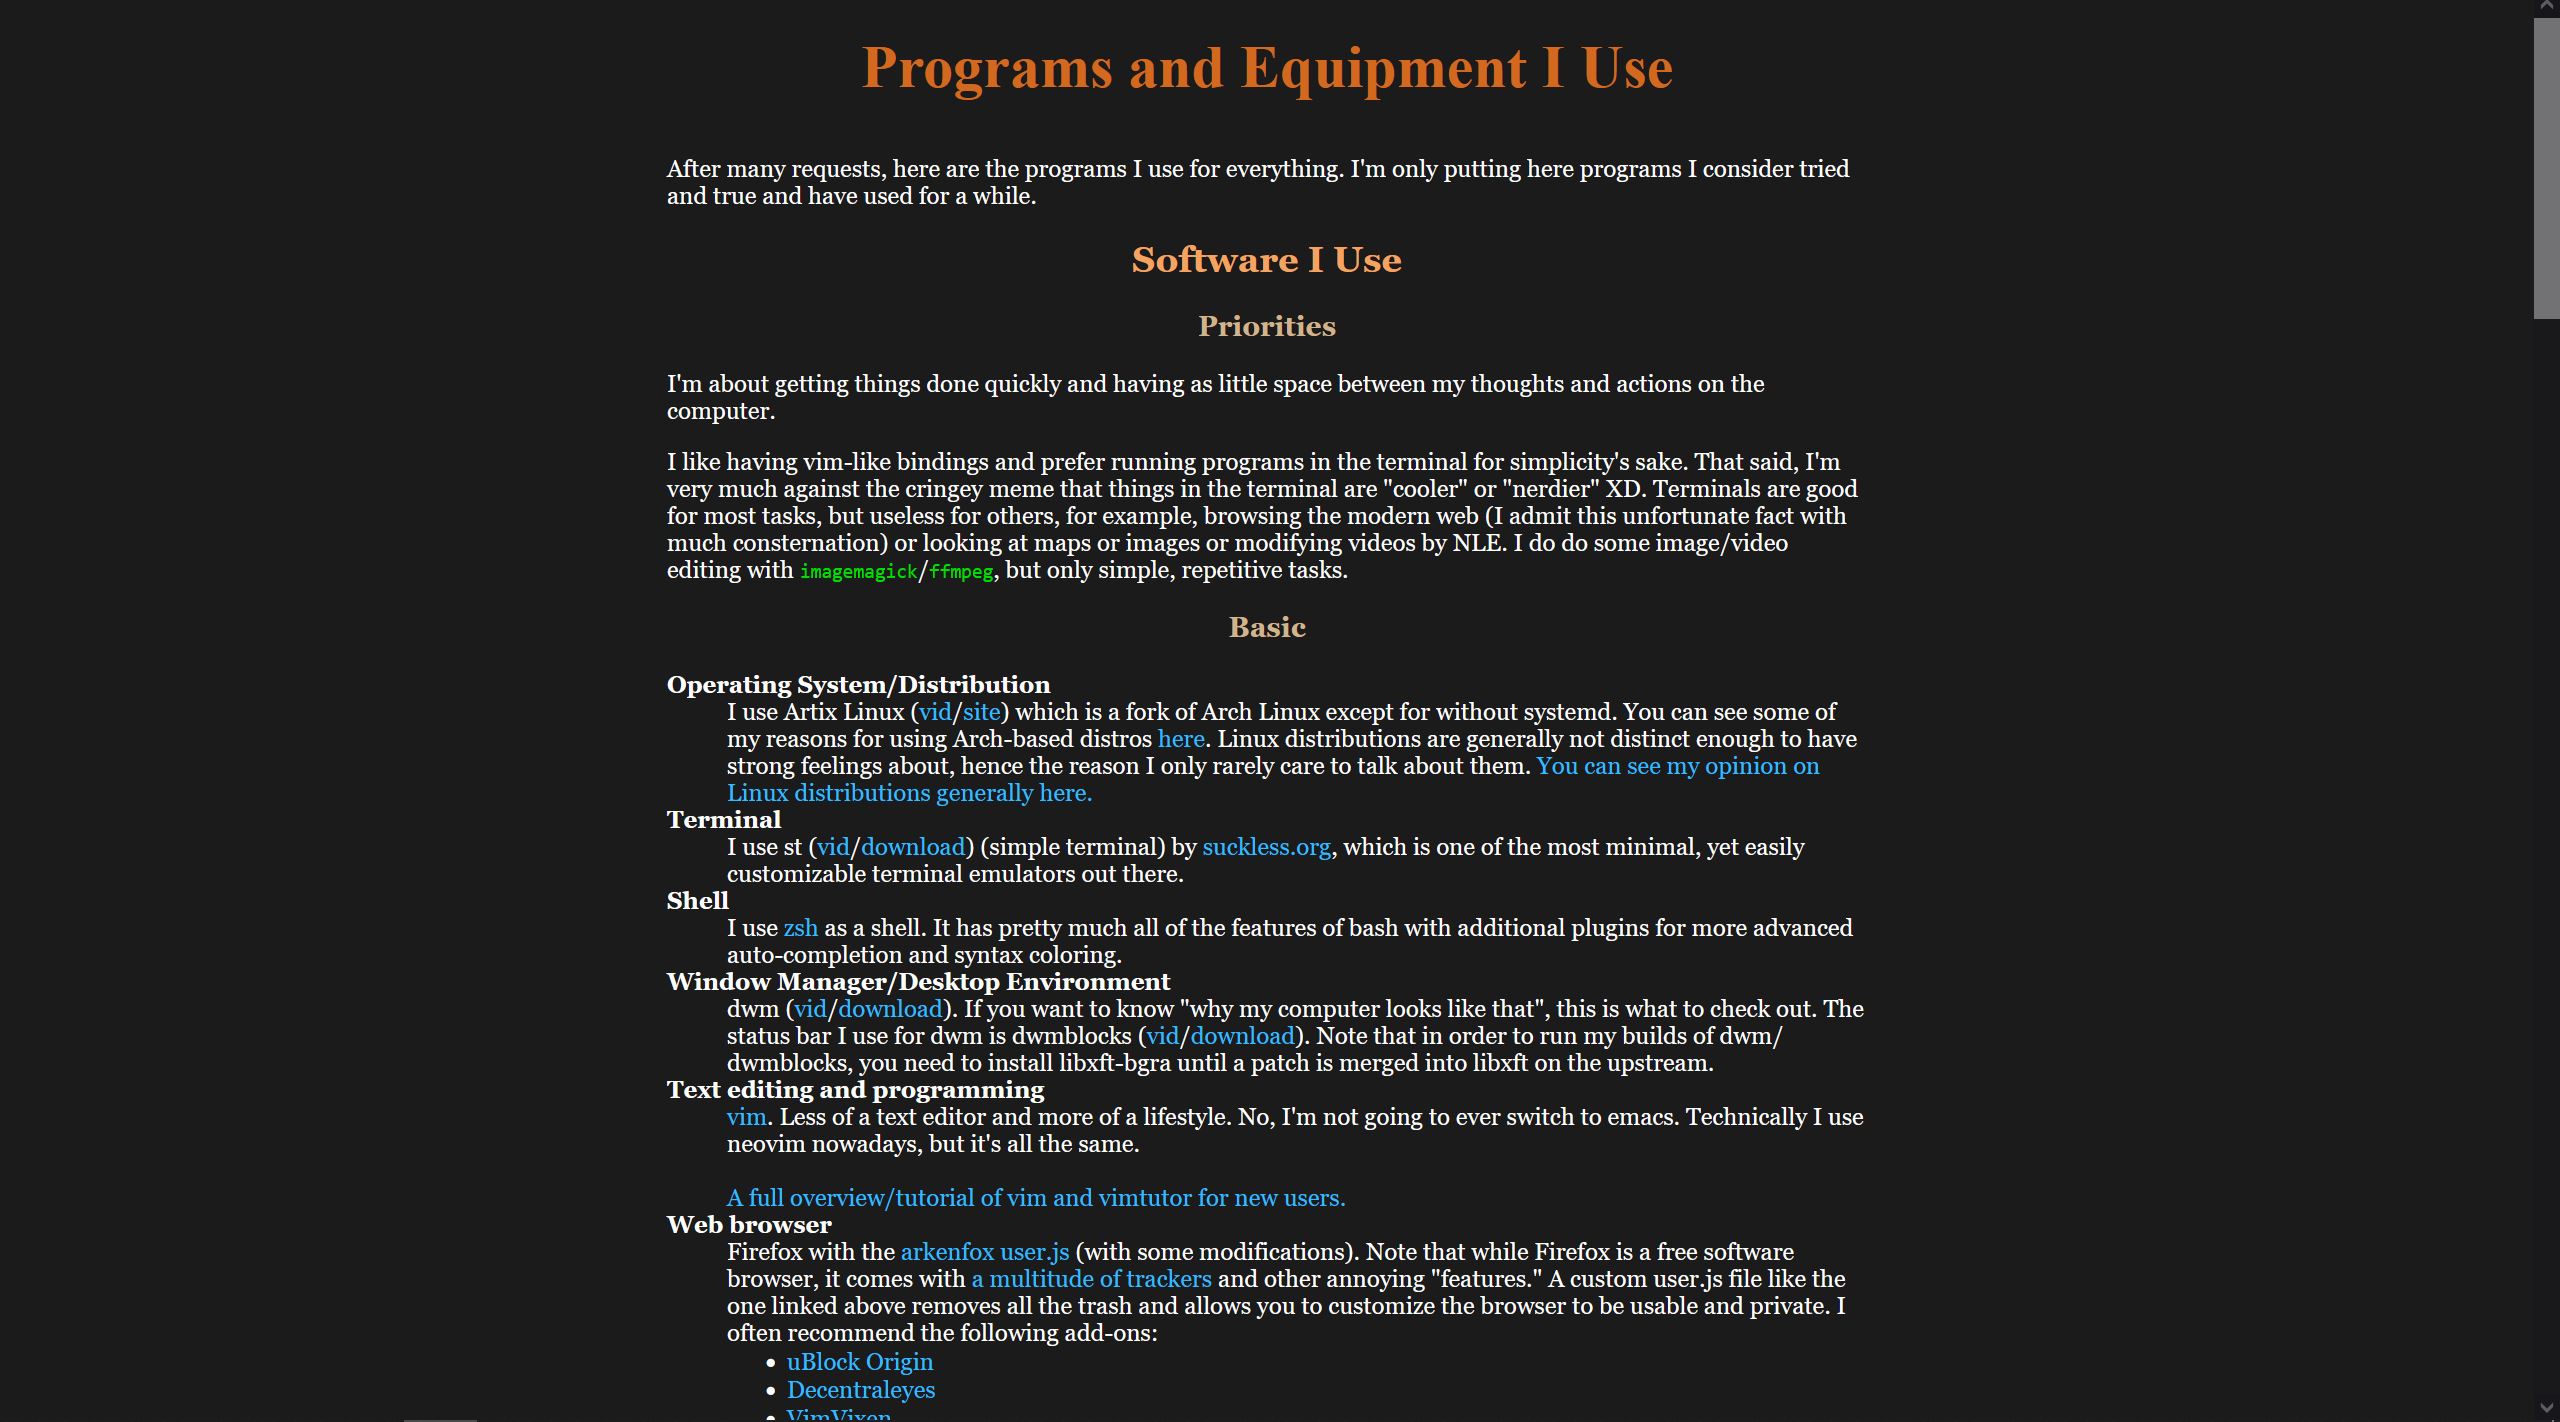 Programs and Equipment I Use
After many requests, here are the programs I use for everything. I'm only putting here programs I consider tried
and true and have used for a while.
Software I Use
Priorities
I'm about getting things done quickly and having as little space between my thoughts and actions on the
computer.
I like having vim-like bindings and prefer running programs in the terminal for simplicity's sake. That said, I'm
very much against the cringey meme that things in the terminal are "cooler" or "nerdier" XD. Terminals are good
for most tasks, but useless for others, for example, browsing the modern web (I admit this unfortunate fact with
much consternation) or looking at maps or images or modifying videos by NLE. I do do some image/video
editing with imagemagick/ffmpeg, but only simple, repetitive tasks.
Basic
Operating System/Distribution
I use Artix Linux (vid/site) which is a fork of Arch Linux except for without systemd. You can see some of
my reasons for using Arch-based distros here. Linux distributions are generally not distinct enough to have
strong feelings about, hence the reason I only rarely care to talk about them. You can see my opinion on
Linux distributions generally here.
Terminal
I use st (vid/download) (simple terminal) by suckless.org, which is one of the most minimal, yet easily
customizable terminal emulators out there.
Shell
I use zsh as a shell. It has pretty much all of the features of bash with additional plugins for more advanced
auto-completion and syntax coloring.
Window Manager/Desktop Environment
dwm (vid/download). If you want to know "why my computer looks like that", this is what to check out. The
status bar I use for dwm is dwmblocks (vid/download). Note that in order to run my builds of dwm/
dwmblocks, you need to install libxft-bgra until a patch is merged into libxft on the upstream.
Text editing and programming
vim. Less of a text editor and more of a lifestyle. No, I'm not going to ever switch to emacs. Technically I use
neovim nowadays, but it's all the same.
A full overview/tutorial of vim and vimtutor for new users.
Web browser
Firefox with the arkenfox user.js (with some modifications). Note that while Firefox is a free software
browser, it comes with a multitude of trackers and other annoying "features." A custom user.js file like the
one linked above removes all the trash and allows you to customize the browser to be usable and private. I
often recommend the following add-ons:
• uBlock Origin
• Decentraleyes
• VimVixen